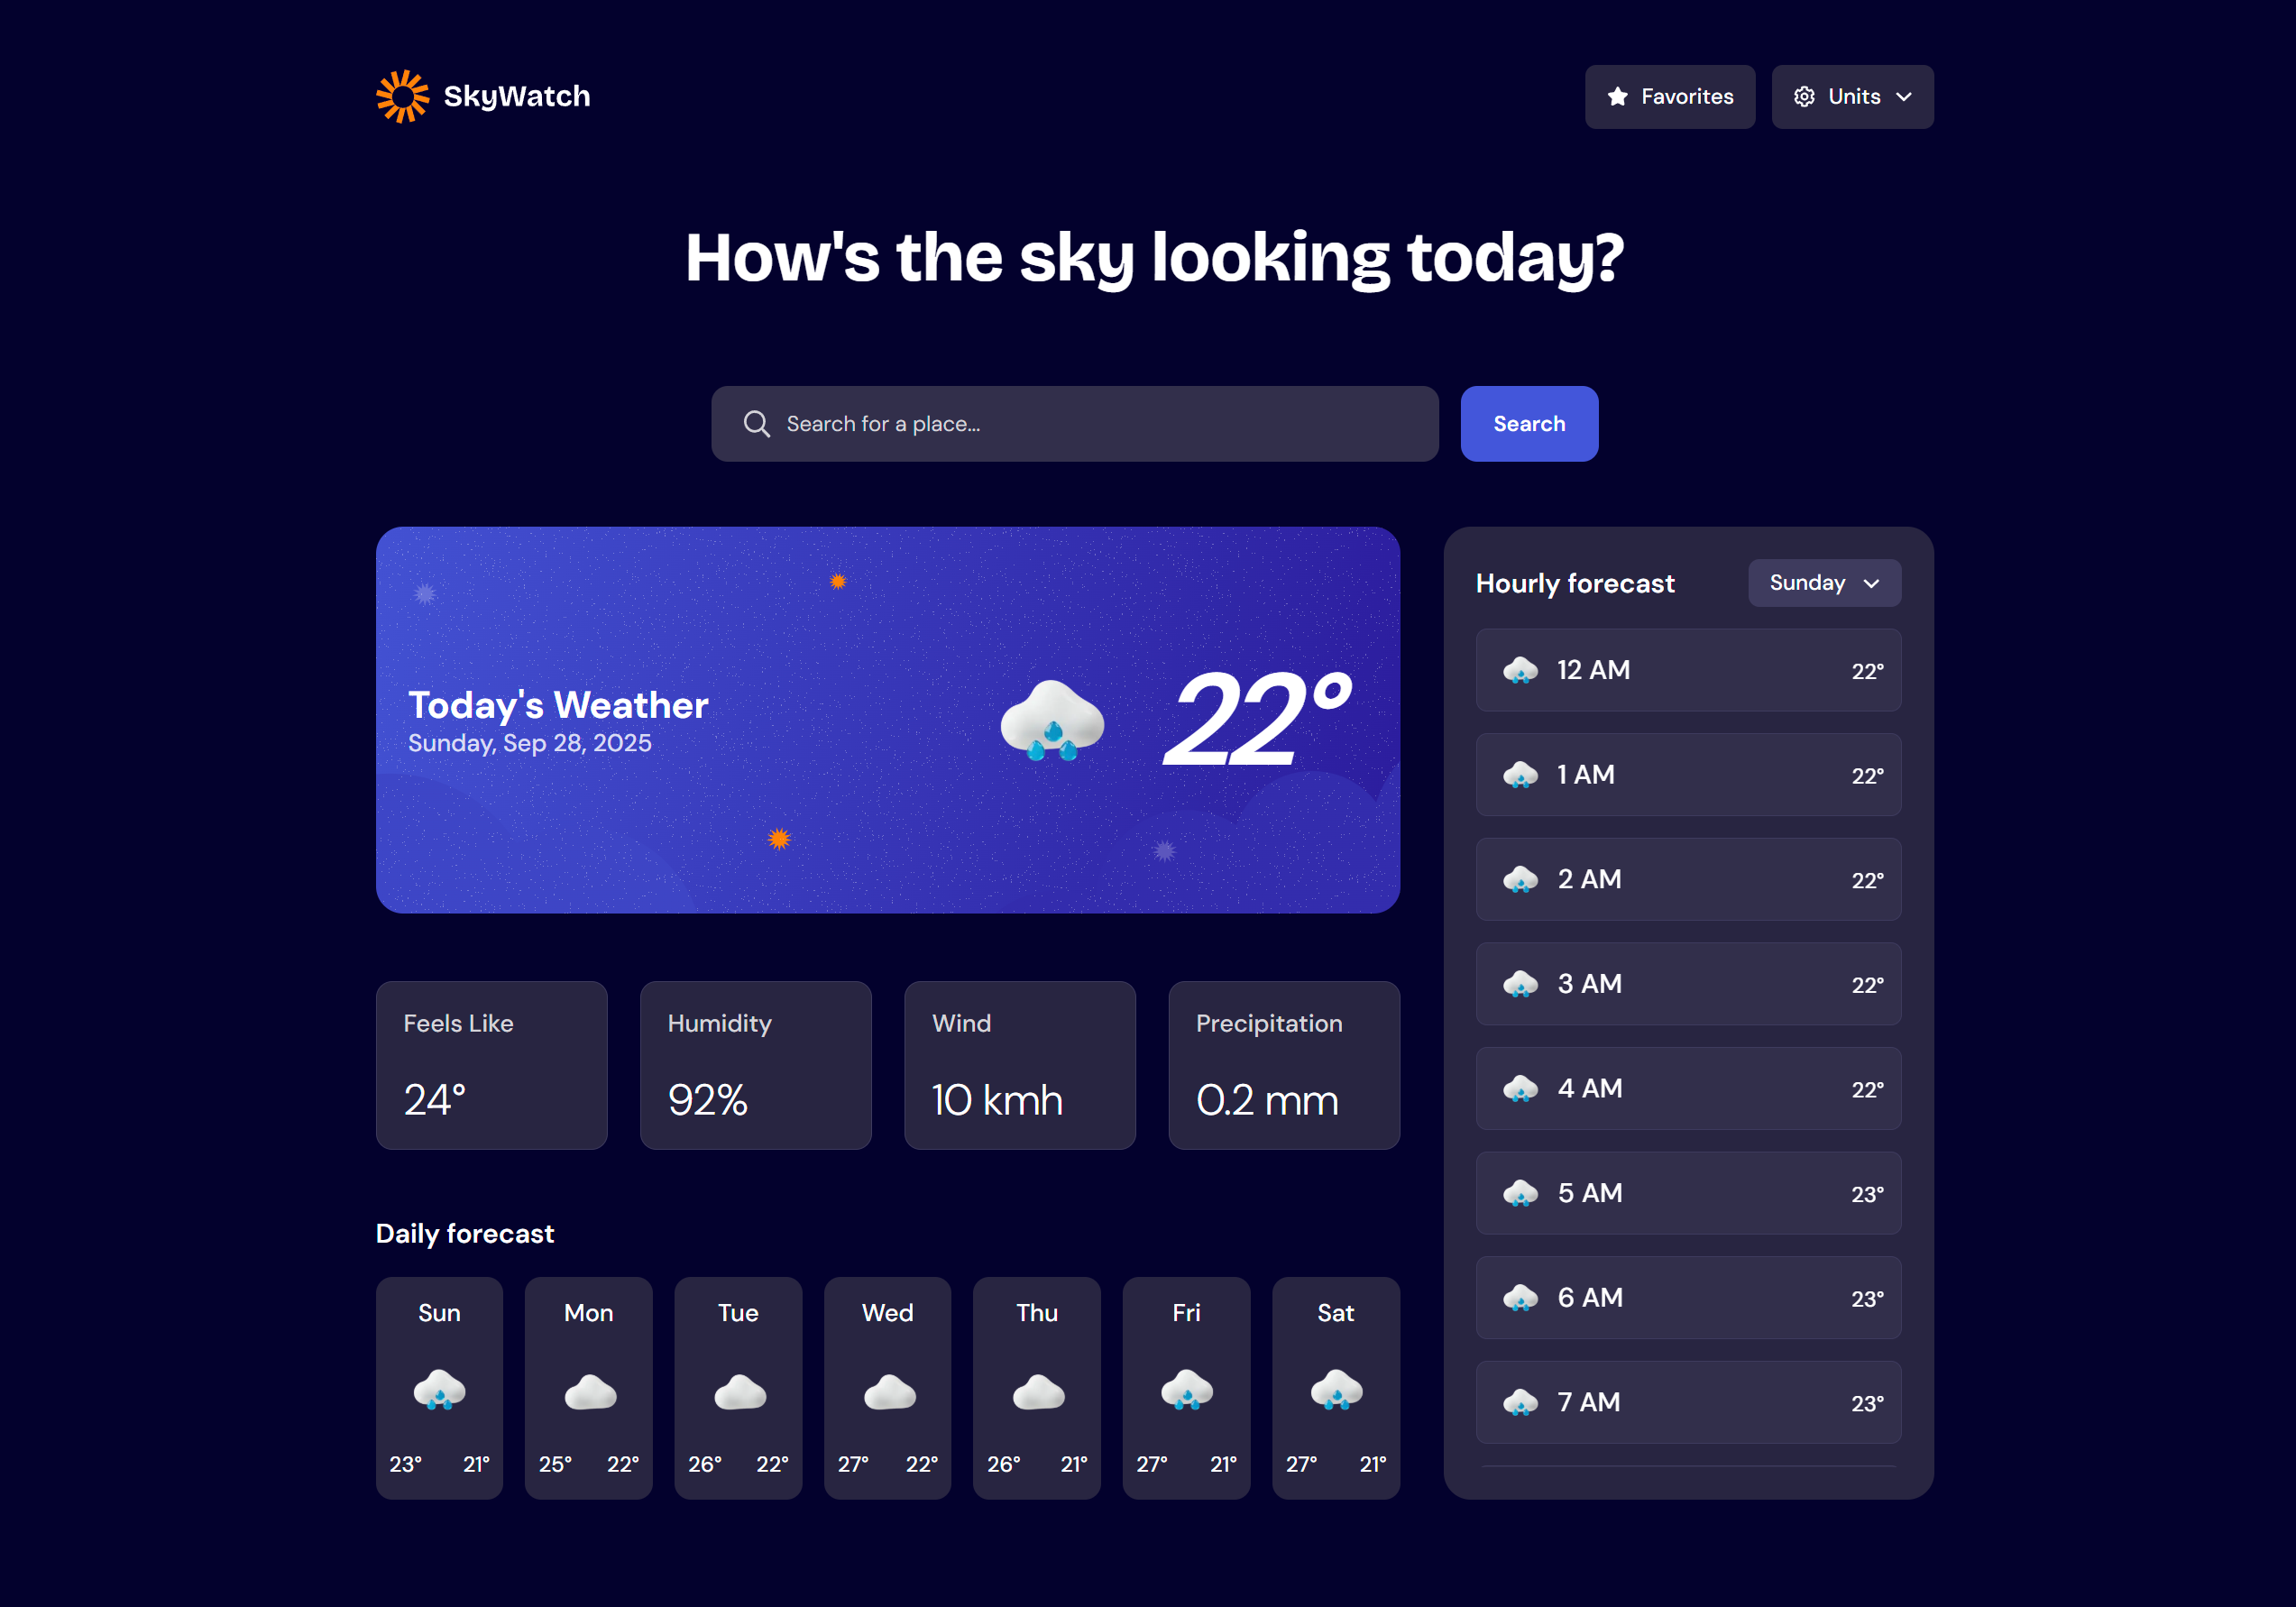 SkyWatch
Favorites
Units
How's the sky looking today?
Search for a place...
Search
Today's Weather
Sunday, Sep 28, 2025
22°
Feels Like
24°
Humidity
92%
Wind
10 kmh
Precipitation
0.2 mm
Daily forecast
Sun
23° 21°
Mon
25° 22°
Tue
26° 22°
Wed
27° 22°
Thu
26° 21°
Fri
27° 21°
Sat
27° 21°
Hourly forecast
Sunday
12 AM 22°
1 AM 22°
2 AM 22°
3 AM 22°
4 AM 22°
5 AM 23°
6 AM 23°
7 AM 23°